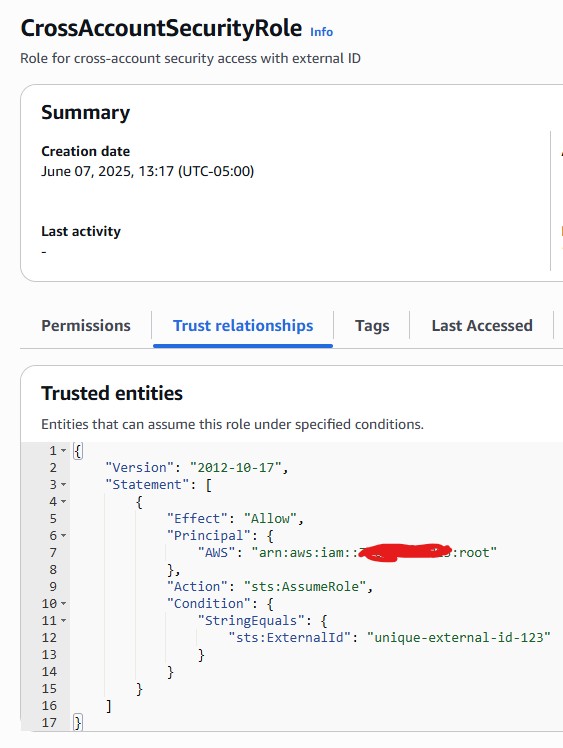 CrossAccountSecurityRole Info
Role for cross-account security access with external ID
Summary
Creation date
June 07, 2025, 13:17 (UTC-05:00)
Last activity
-
Permissions Trust relationships Tags Last Accessed
Trusted entities
Entities that can assume this role under specified conditions.
1 {
2 "Version": "2012-10-17",
3 "Statement": [
4 {
5 "Effect": "Allow",
6 "Principal": {
7 "AWS": "arn:aws:iam:: :root"
8 },
9 "Action": "sts:AssumeRole",
10 "Condition": {
11 "StringEquals": {
12 "sts:ExternalId": "unique-external-id-123"
13 }
14 }
15 }
16 ]
17 }